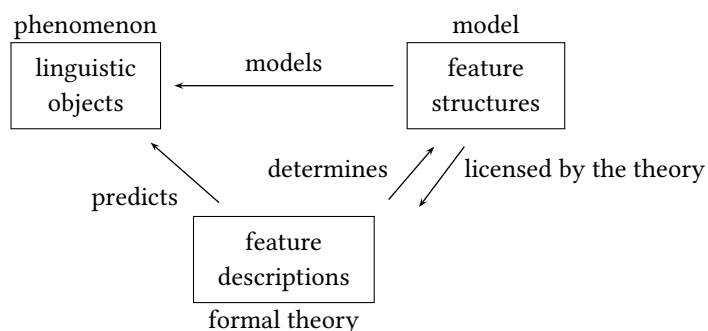 phenomenon
model
linguistic
objects
models
feature
structures
determines
licensed by the theory
predicts
feature
descriptions
formal theory